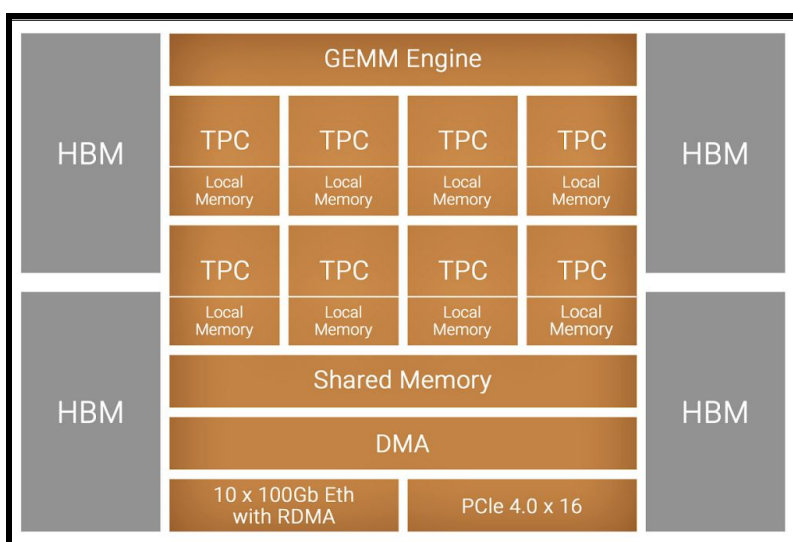 GEMM Engine
HBM
TPC
TPC
TPC
TPC
HBM
Local
Memory
Local
Memory
Local
Memory
Local
Memory
TPC
TPC
TPC
TPC
Local
Memory
Local
Memory
Local
Memory
Local
Memory
HBM
Shared Memory
HBM
DMA
10 x 100Gb Eth
with RDMA
PCIe 4.0 x 16